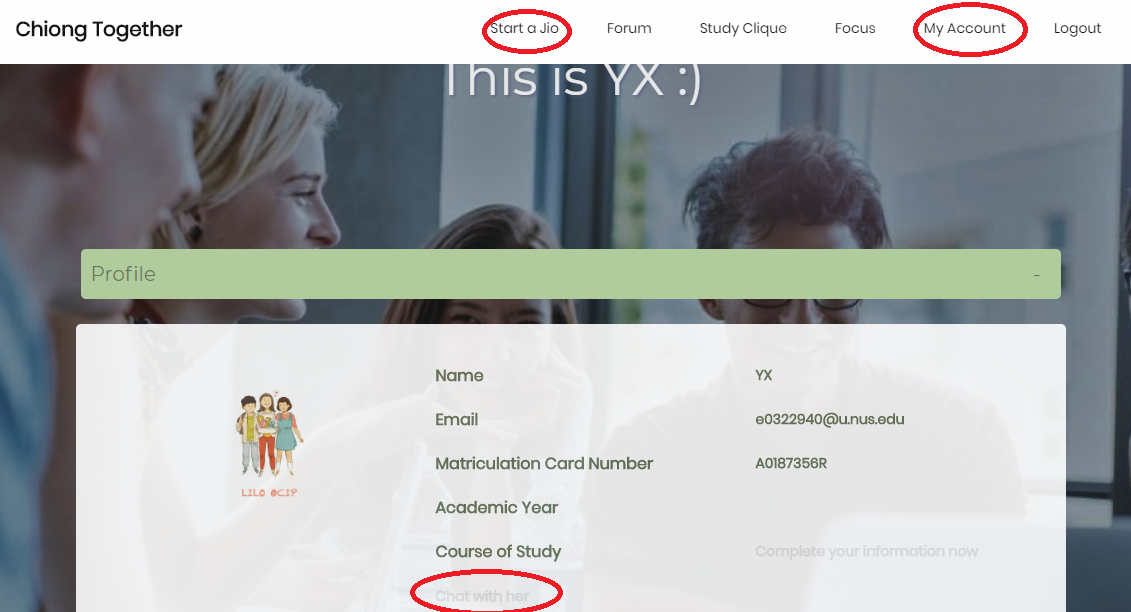 Chiong Together Start a Jio Forum Study Clique Focus My Account Logout
This is YX :)
Profile -
Name YX
Email e0322940@u.nus.edu
Matriculation Card Number A0187356R
LILO OCIP
Academic Year
Course of Study Complete your information now
Chat with her